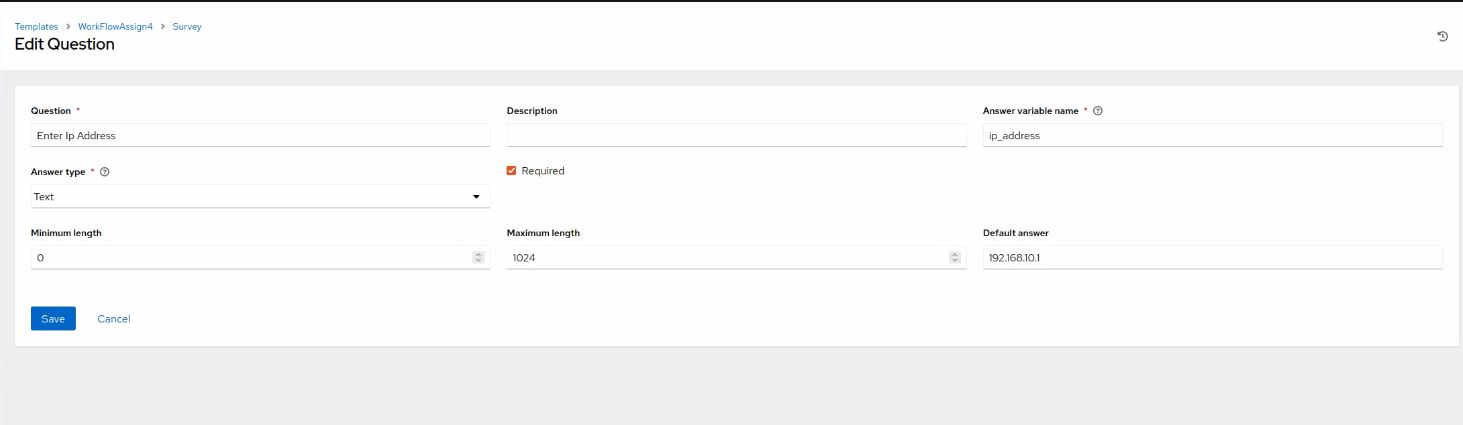 Templates > WorkFlowAssign4 > Survey
Edit Question
Question * Description Answer variable name *
Enter Ip Address ip_address
Answer type * Required
Text
Minimum length Maximum length Default answer
0 1024 192.168.10.1
Save Cancel